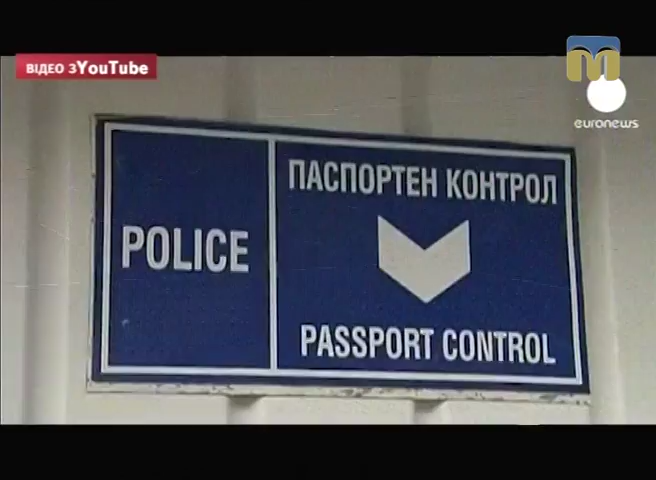 ВІДЕО З YouTube
euronews
ПАСПОРТЕН КОНТРОЛ
POLICE
PASSPORT CONTROL